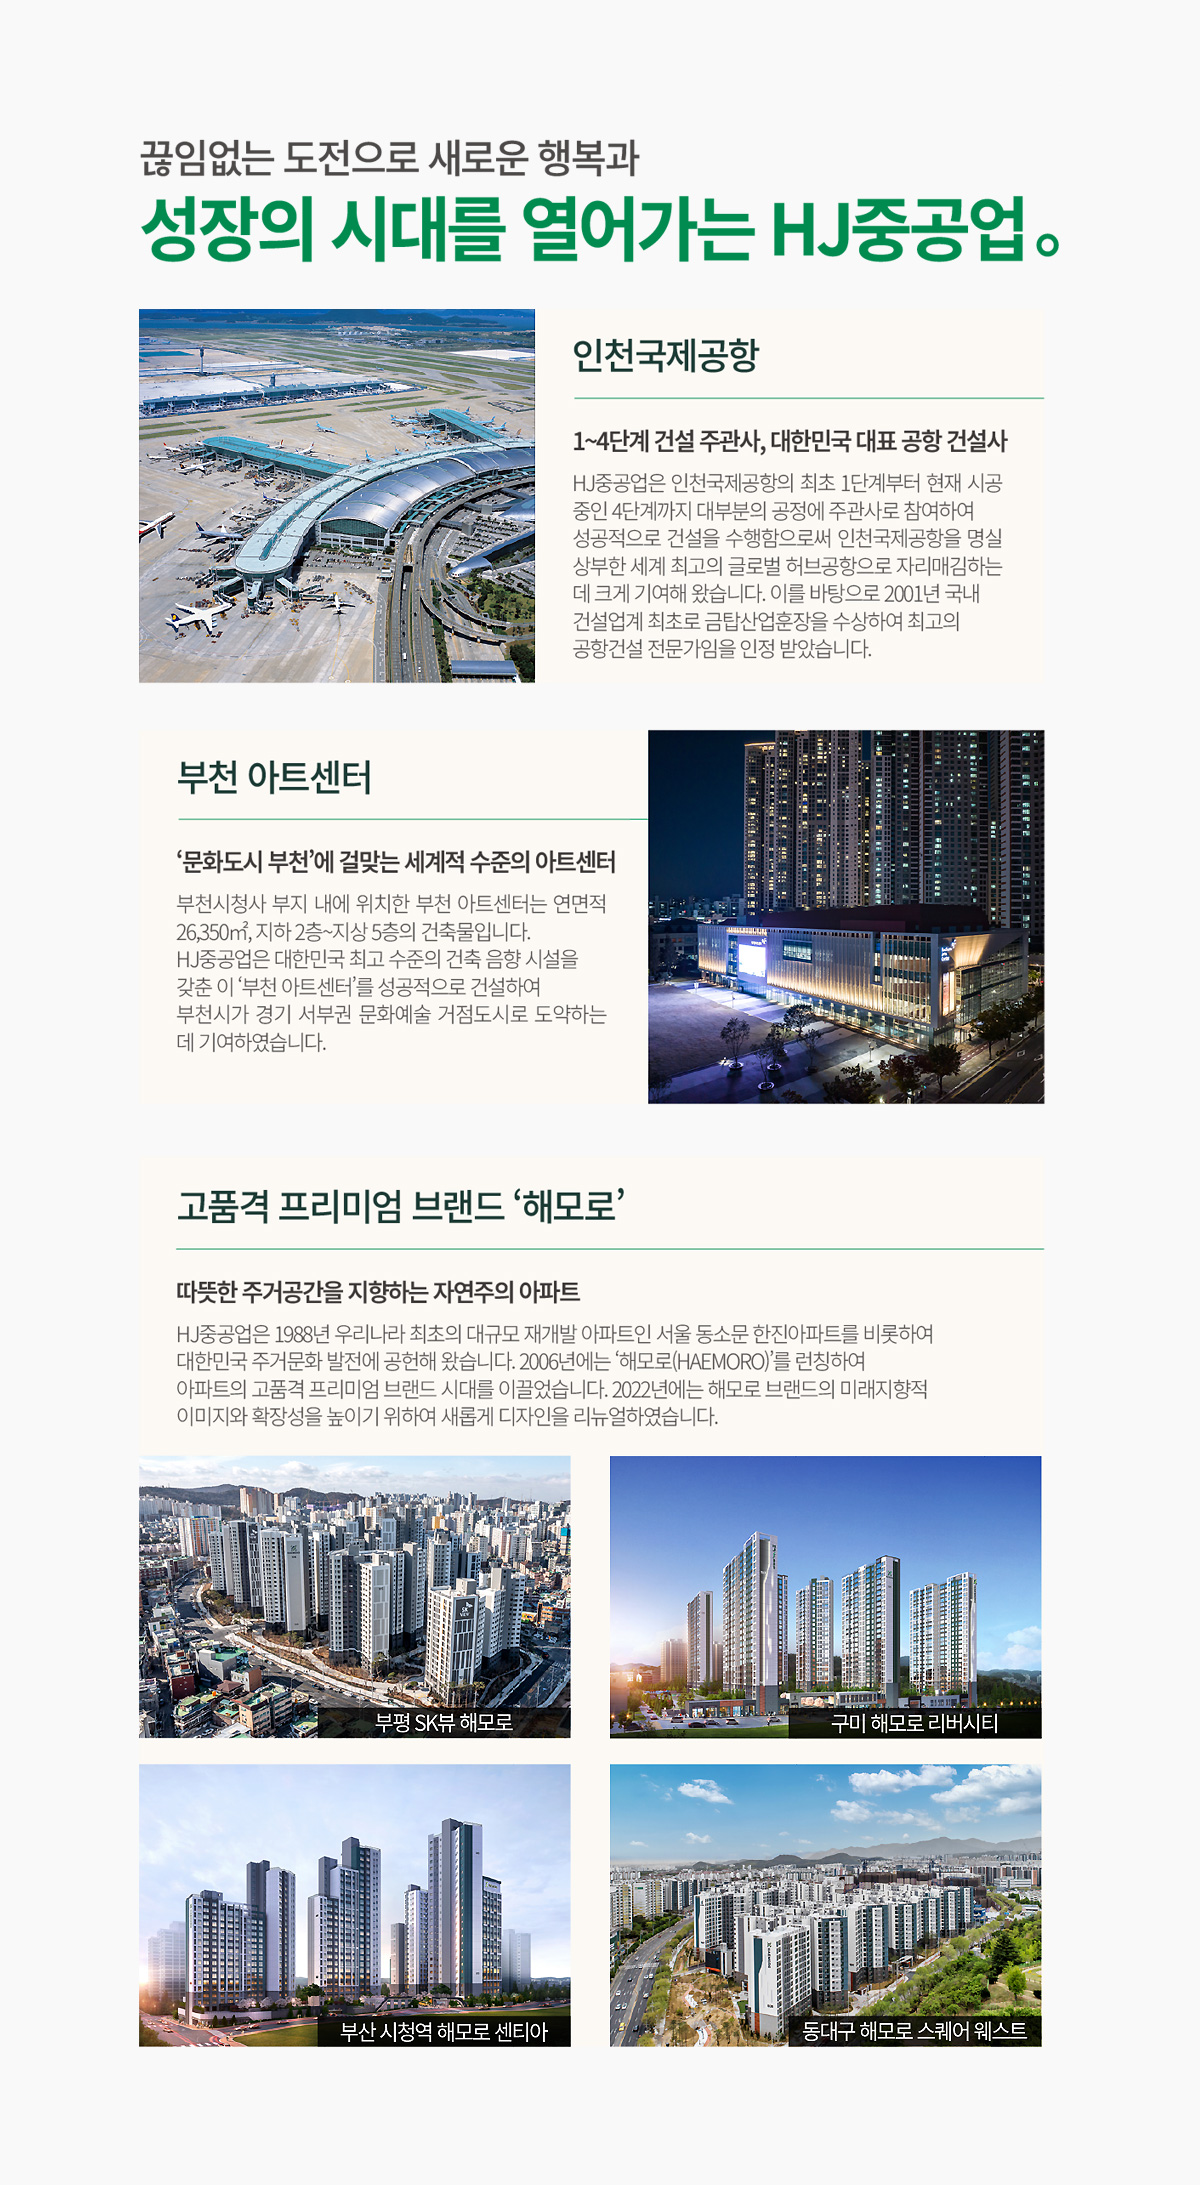 끊임없는 도전으로 새로운 행복과
성장의 시대를 열어가는 HJ중공업。
인천국제공항
1~4단계 건설 주관사, 대한민국 대표 공항 건설사
HJ중공업은 인천국제공항의 최초 1단계부터 현재 시공
중인 4단계까지 대부분의 공정에 주관사로 참여하여
성공적으로 건설을 수행함으로써 인천국제공항을 명실
상부한 세계 최고의 글로벌 허브공항으로 자리매김하는
데 크게 기여해 왔습니다. 이를 바탕으로 2001년 국내
건설업계 최초로 금탑산업훈장을 수상하여 최고의
공항건설 전문가임을 인정 받았습니다.
부천 아트센터
‘문화도시 부천’에 걸맞는 세계적 수준의 아트센터
부천시청사 부지 내에 위치한 부천 아트센터는 연면적
26,350㎡, 지하 2층~지상 5층의 건축물입니다.
HJ중공업은 대한민국 최고 수준의 건축 음향 시설을
갖춘 이 ‘부천 아트센터’를 성공적으로 건설하여
부천시가 경기 서부권 문화예술 거점도시로 도약하는
데 기여하였습니다.
고품격 프리미엄 브랜드 ‘해모로’
따뜻한 주거공간을 지향하는 자연주의 아파트
HJ중공업은 1988년 우리나라 최초의 대규모 재개발 아파트인 서울 동소문 한진아파트를 비롯하여
대한민국 주거문화 발전에 공헌해 왔습니다. 2006년에는 ‘해모로(HAEMORO)’를 런칭하여
아파트의 고품격 프리미엄 브랜드 시대를 이끌었습니다. 2022년에는 해모로 브랜드의 미래지향적
이미지와 확장성을 높이기 위하여 새롭게 디자인을 리뉴얼하였습니다.
부평 SK뷰 해모로
구미 해모로 리버시티
부산 시청역 해모로 센티아
동대구 해모로 스퀘어 웨스트